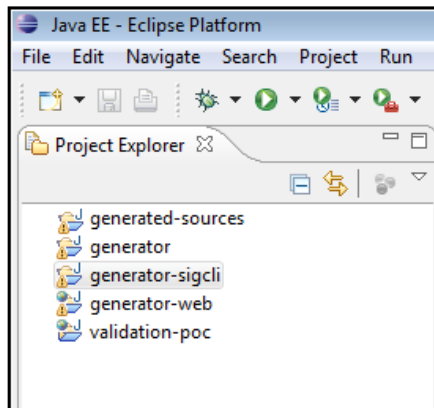 Java EE - Eclipse Platform
File Edit Navigate Search Project Run
Project Explorer
generated-sources
generator
generator-sigcli
generator-web
validation-poc